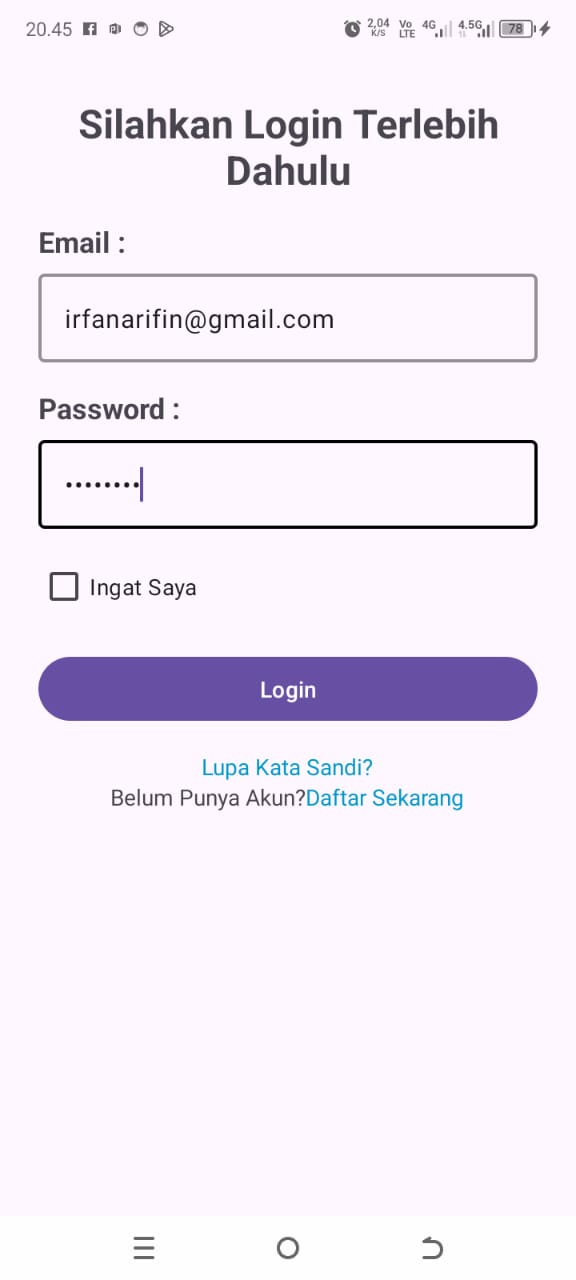 20.45 2,04 K/S Vo LTE 4G 4.5G 78
Silahkan Login Terlebih
Dahulu
Email :
irfanarifin@gmail.com
Password :
••••••••
Ingat Saya
Login
Lupa Kata Sandi?
Belum Punya Akun?Daftar Sekarang